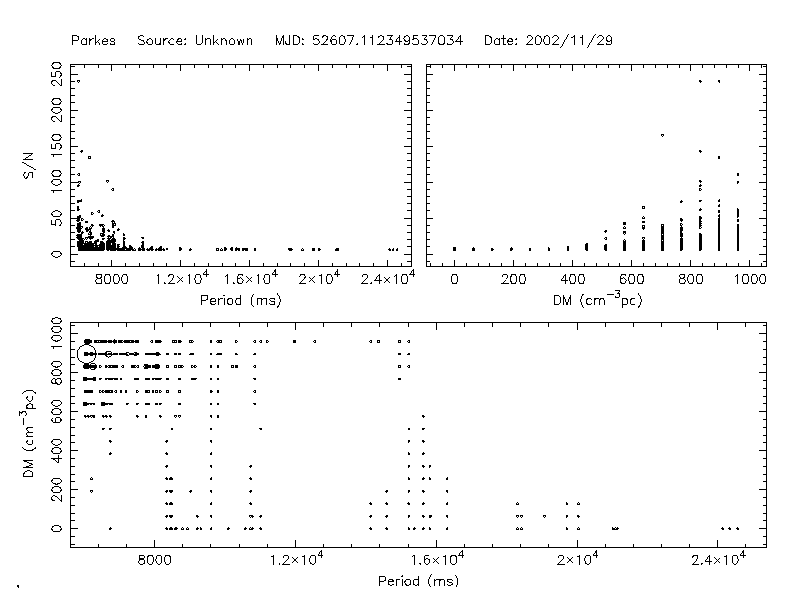 Parkes Source: Unknown MJD: 52607.112349537034 Date: 2002/11/29
S/N
0 50 100 150 200 250
8000 1.2×10⁴ 1.6×10⁴ 2×10⁴ 2.4×10⁴
Period (ms)
0 200 400 600 800 1000
DM (cm⁻³pc)
DM (cm⁻³pc)
0 200 400 600 800 1000
8000 1.2×10⁴ 1.6×10⁴ 2×10⁴ 2.4×10⁴
Period (ms)